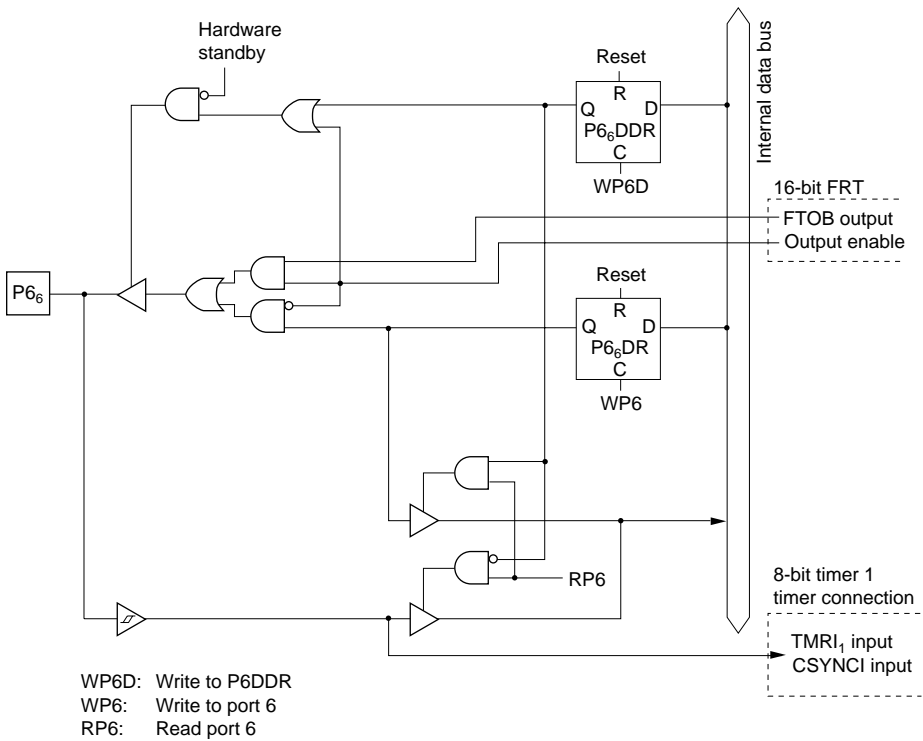 Hardware
standby
Reset
R
Q D
P6₆DDR
C
WP6D
Internal data bus
16-bit FRT
FTOB output
Output enable
P6₆
Reset
R
Q D
P6₆DR
C
WP6
RP6
8-bit timer 1
timer connection
TMRI₁ input
CSYNCI input
WP6D: Write to P6DDR
WP6: Write to port 6
RP6: Read port 6